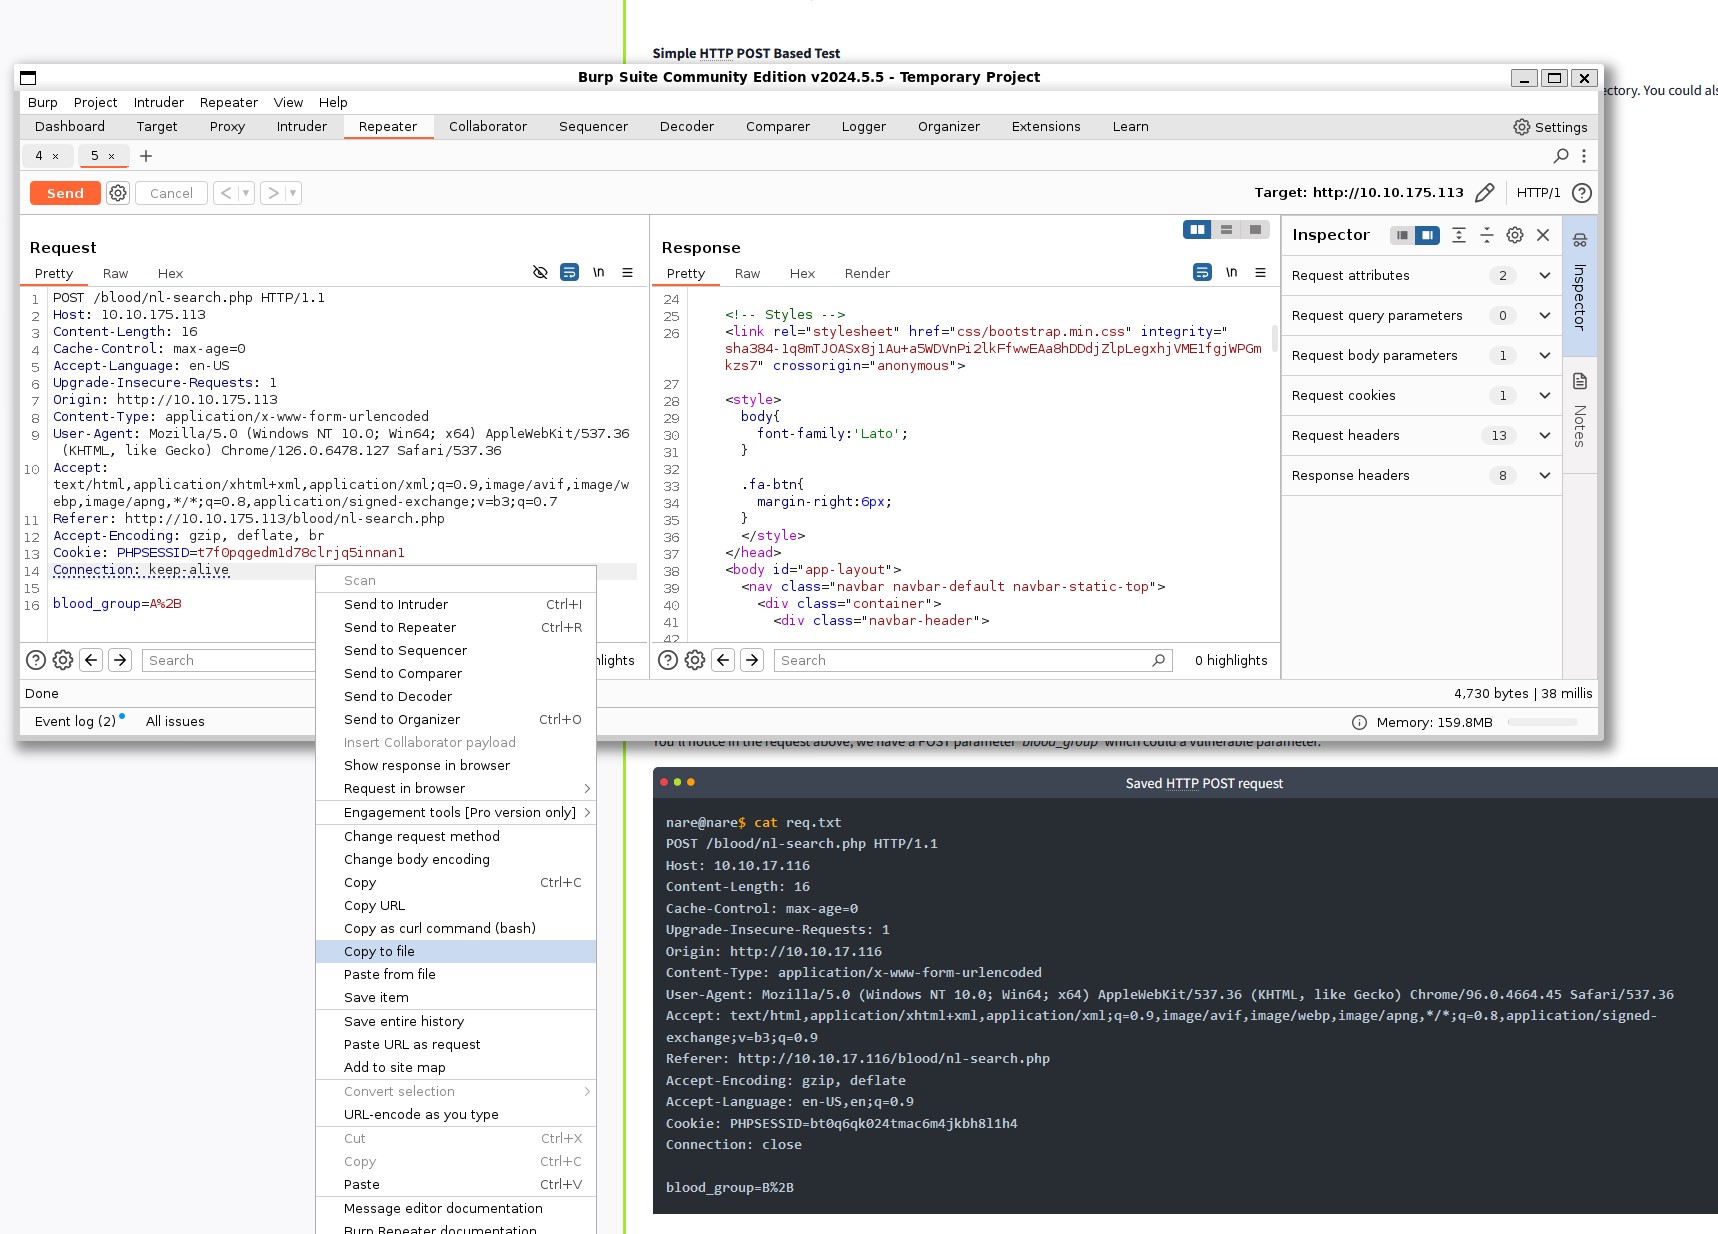 Simple HTTP POST Based Test
Burp Suite Community Edition v2024.5.5 - Temporary Project
ectory. You could als
Burp Project Intruder Repeater View Help
Dashboard Target Proxy Intruder Repeater Collaborator Sequencer Decoder Comparer Logger Organizer Extensions Learn Settings
4 × 5 × +
Send Cancel < >
Target: http://10.10.175.113 HTTP/1 ?
Request
Pretty Raw Hex \n
1 POST /blood/nl-search.php HTTP/1.1
2 Host: 10.10.175.113
3 Content-Length: 16
4 Cache-Control: max-age=0
5 Accept-Language: en-US
6 Upgrade-Insecure-Requests: 1
7 Origin: http://10.10.175.113
8 Content-Type: application/x-www-form-urlencoded
9 User-Agent: Mozilla/5.0 (Windows NT 10.0; Win64; x64) AppleWebKit/537.36
(KHTML, like Gecko) Chrome/126.0.6478.127 Safari/537.36
10 Accept:
text/html,application/xhtml+xml,application/xml;q=0.9,image/avif,image/w
ebp,image/apng,*/*;q=0.8,application/signed-exchange;v=b3;q=0.7
11 Referer: http://10.10.175.113/blood/nl-search.php
12 Accept-Encoding: gzip, deflate, br
13 Cookie: PHPSESSID=t7f0pqgedm1d78clrjq5innan1
14 Connection: keep-alive
15
16 blood_group=A%2B
? Search hlights
Response
Pretty Raw Hex Render \n
24
25 <!-- Styles -->
26 <link rel="stylesheet" href="css/bootstrap.min.css" integrity="
sha384-1q8mTJOASx8j1Au+a5WDVnPi2lkFfwwEAa8hDDdjZlpLegxhjVME1fgjWPGm
kzs7" crossorigin="anonymous">
27
28 <style>
29 body{
30 font-family:'Lato';
31 }
32
33 .fa-btn{
34 margin-right:6px;
35 }
36 </style>
37 </head>
38 <body id="app-layout">
39 <nav class="navbar navbar-default navbar-static-top">
40 <div class="container">
41 <div class="navbar-header">
42
? Search 0 highlights
Inspector
Request attributes 2
Request query parameters 0
Request body parameters 1
Request cookies 1
Request headers 13
Response headers 8
Inspector
Notes
Done
4,730 bytes | 38 millis
Event log (2) All issues
Memory: 159.8MB
Scan
Send to Intruder Ctrl+I
Send to Repeater Ctrl+R
Send to Sequencer
Send to Comparer
Send to Decoder
Send to Organizer Ctrl+O
Insert Collaborator payload
Show response in browser
Request in browser
Engagement tools [Pro version only]
Change request method
Change body encoding
Copy Ctrl+C
Copy URL
Copy as curl command (bash)
Copy to file
Paste from file
Save item
Save entire history
Paste URL as request
Add to site map
Convert selection
URL-encode as you type
Cut Ctrl+X
Copy Ctrl+C
Paste Ctrl+V
Message editor documentation
Burp Repeater documentation
You'll notice in the request above, we have a POST parameter 'blood_group' which could a vulnerable parameter.
Saved HTTP POST request
nare@nare$ cat req.txt
POST /blood/nl-search.php HTTP/1.1
Host: 10.10.17.116
Content-Length: 16
Cache-Control: max-age=0
Upgrade-Insecure-Requests: 1
Origin: http://10.10.17.116
Content-Type: application/x-www-form-urlencoded
User-Agent: Mozilla/5.0 (Windows NT 10.0; Win64; x64) AppleWebKit/537.36 (KHTML, like Gecko) Chrome/96.0.4664.45 Safari/537.36
Accept: text/html,application/xhtml+xml,application/xml;q=0.9,image/avif,image/webp,image/apng,*/*;q=0.8,application/signed-
exchange;v=b3;q=0.9
Referer: http://10.10.17.116/blood/nl-search.php
Accept-Encoding: gzip, deflate
Accept-Language: en-US,en;q=0.9
Cookie: PHPSESSID=bt0q6qk024tmac6m4jkbh8l1h4
Connection: close
blood_group=B%2B